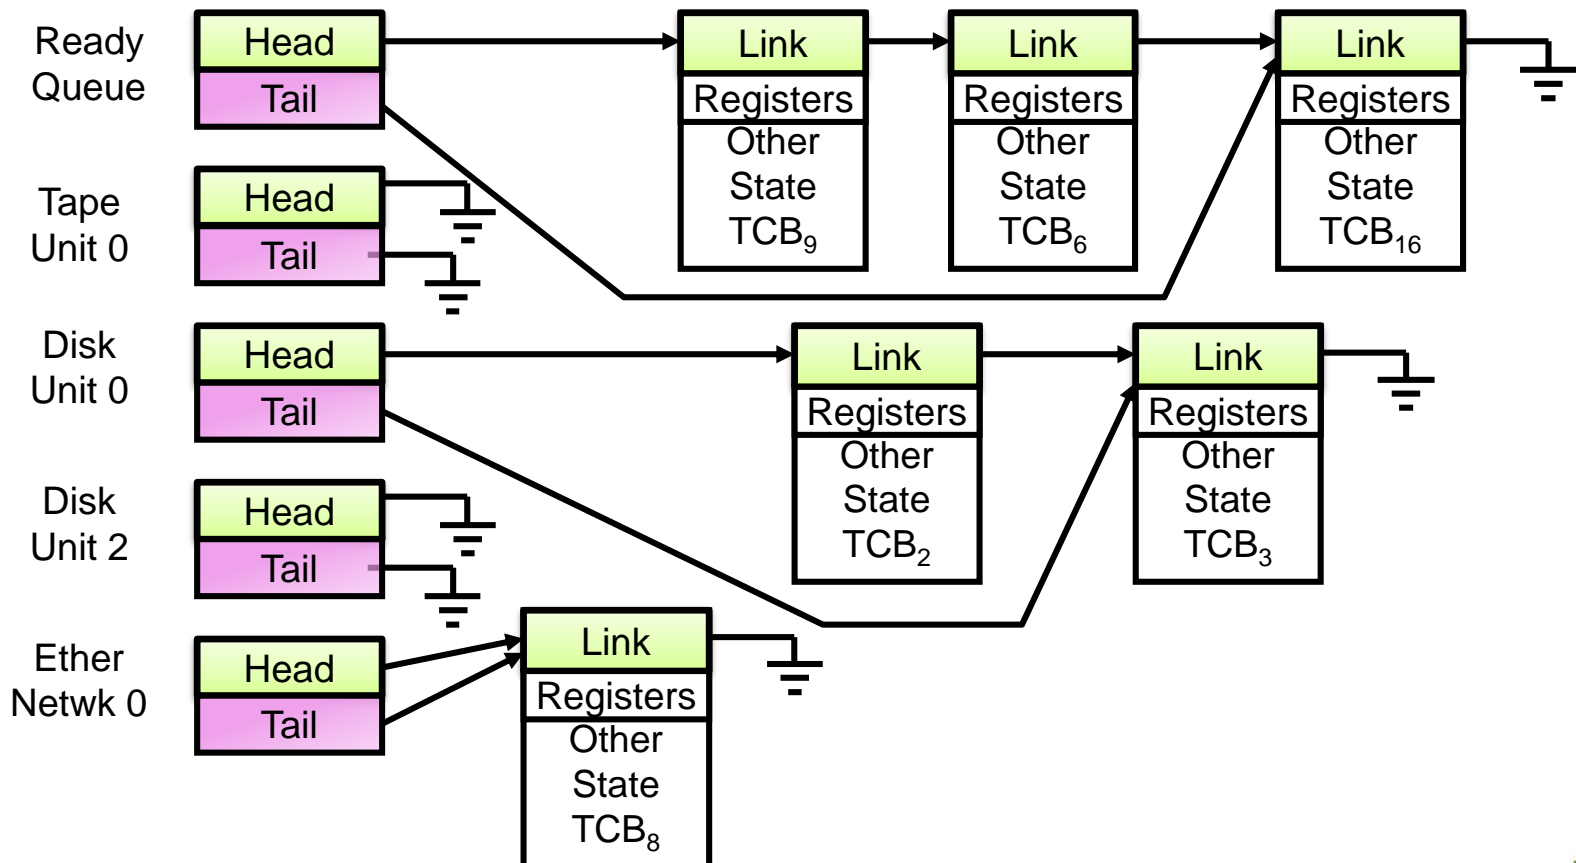 Ready
Queue
Head
Tail
Link
Registers
Other
State
TCB₉
Link
Registers
Other
State
TCB₆
Link
Registers
Other
State
TCB₁₆
Tape
Unit 0
Head
Tail
Disk
Unit 0
Head
Tail
Link
Registers
Other
State
TCB₂
Link
Registers
Other
State
TCB₃
Disk
Unit 2
Head
Tail
Ether
Netwk 0
Head
Tail
Link
Registers
Other
State
TCB₈